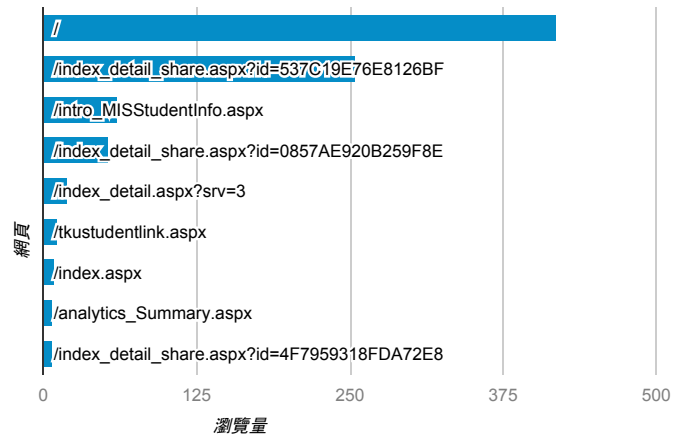 /
/index_detail_share.aspx?id=537C19E76E8126BF
/intro_MISStudentInfo.aspx
/index_detail_share.aspx?id=0857AE920B259F8E
/index_detail.aspx?srv=3
/tkustudentlink.aspx
/index.aspx
/analytics_Summary.aspx
/index_detail_share.aspx?id=4F7959318FDA72E8
網頁
0 125 250 375 500
瀏覽量